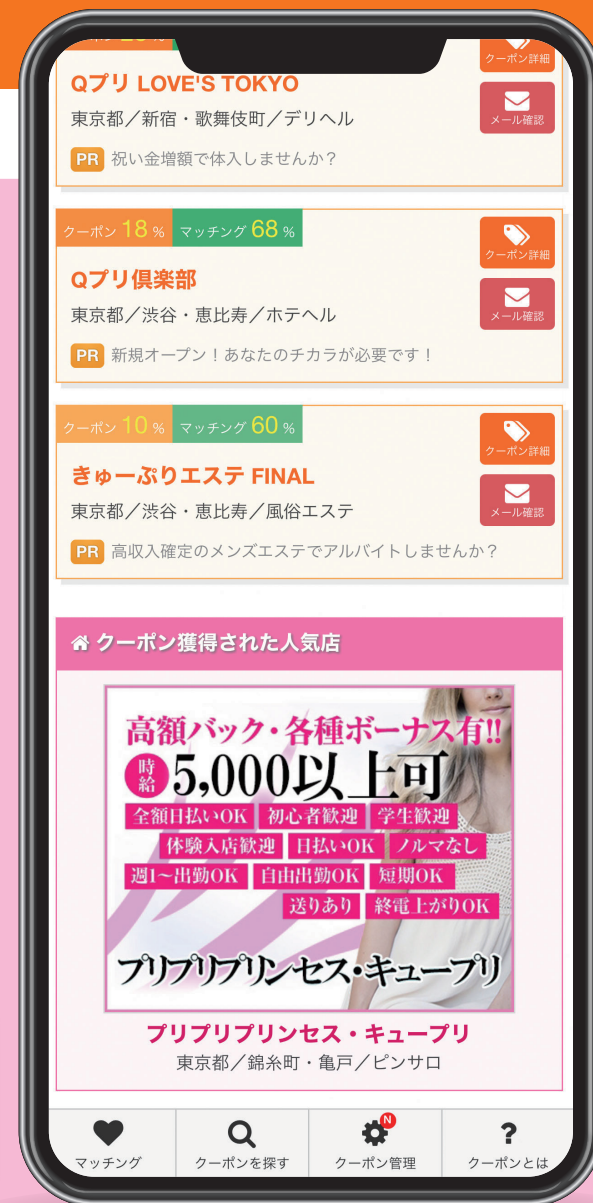 クーポン詳細
Qプリ LOVE'S TOKYO
メール確認
東京都／新宿・歌舞伎町／デリヘル
PR 祝い金増額で体入しませんか？
クーポン 18 % マッチング 68 %
クーポン詳細
Qプリ倶楽部
メール確認
東京都／渋谷・恵比寿／ホテヘル
PR 新規オープン！あなたのチカラが必要です！
クーポン 10 % マッチング 60 %
クーポン詳細
きゅーぷりエステ FINAL
メール確認
東京都／渋谷・恵比寿／風俗エステ
PR 高収入確定のメンズエステでアルバイトしませんか？
クーポン獲得された人気店
高額バック・各種ボーナス有!!
時給 5,000以上可
全額日払いOK 初心者歓迎 学生歓迎
体験入店歓迎 日払いOK ノルマなし
週1〜出勤OK 自由出勤OK 短期OK
送りあり 終電上がりOK
プリプリプリンセス・キュープリ
プリプリプリンセス・キュープリ
東京都／錦糸町・亀戸／ピンサロ
N
マッチング クーポンを探す クーポン管理 クーポンとは